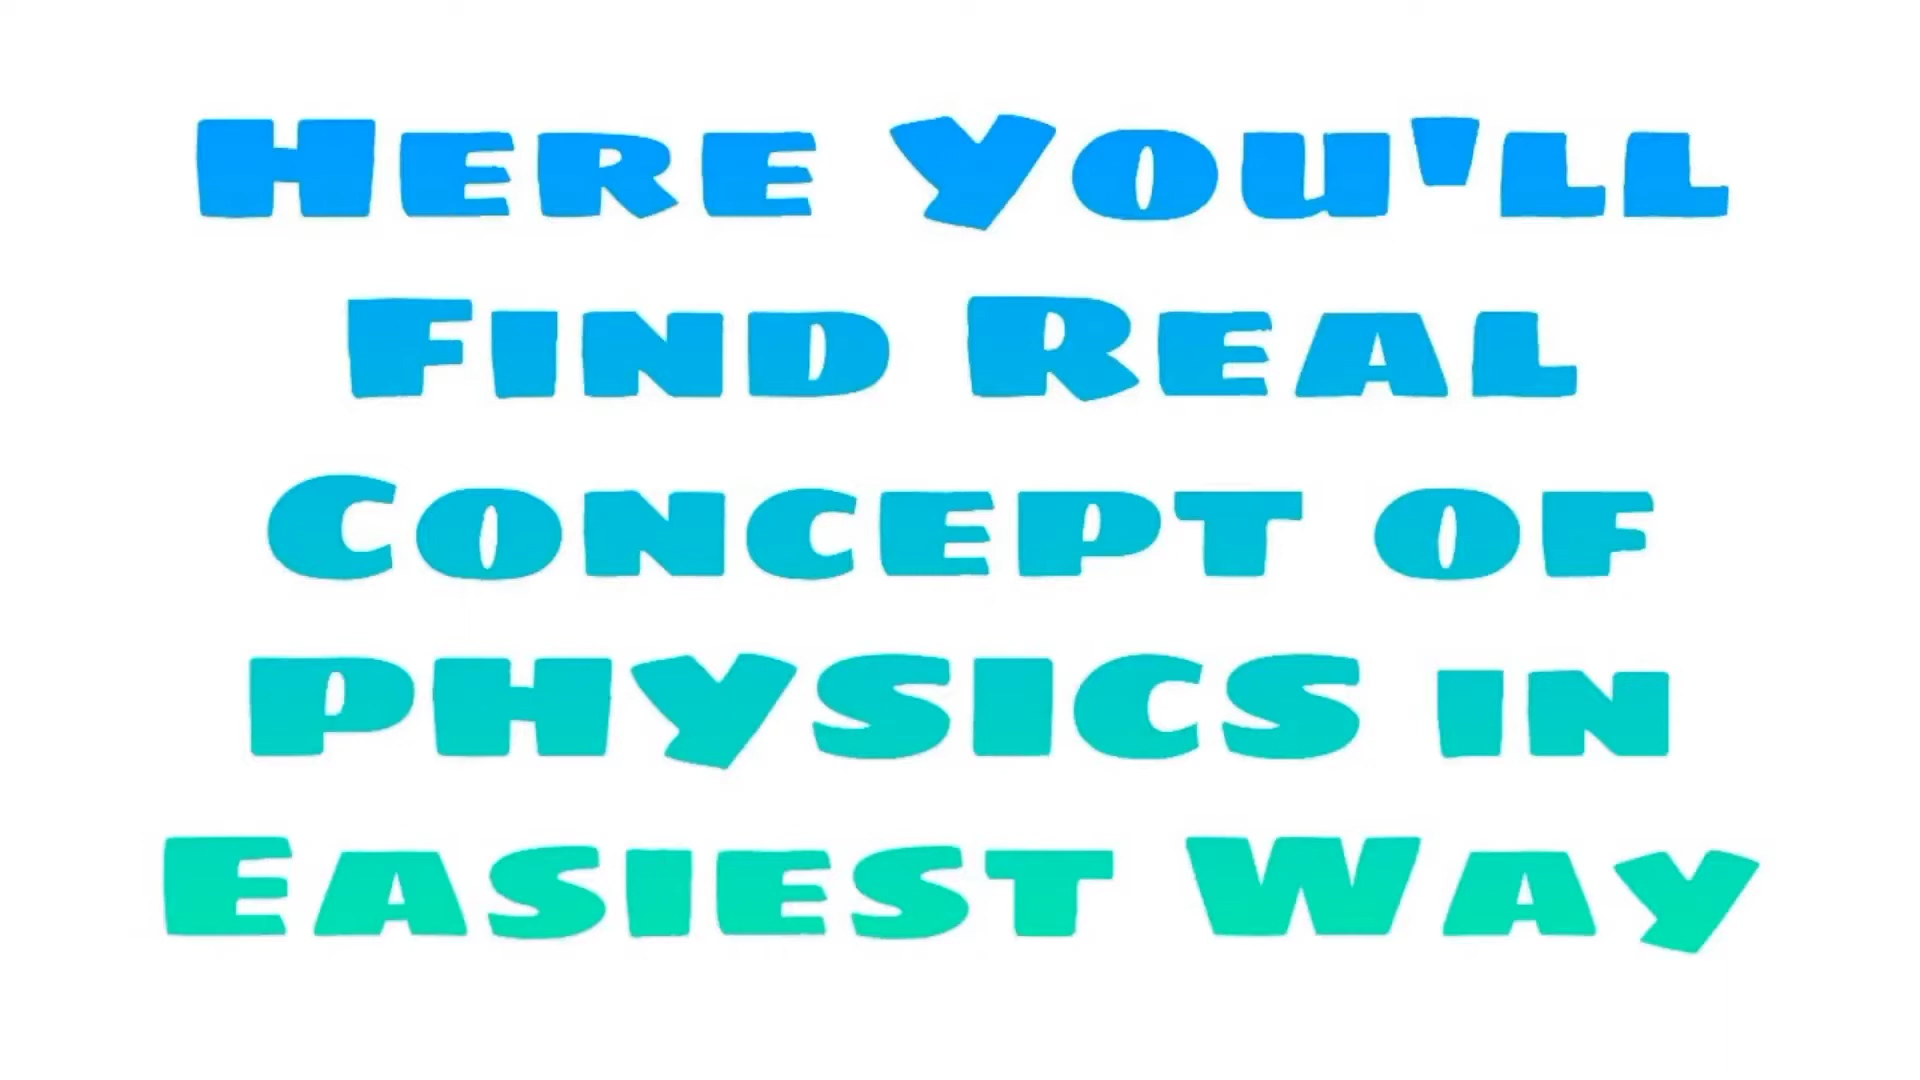 Here You'll
Find Real
Concept Of
PHYSICS in
Easiest Way